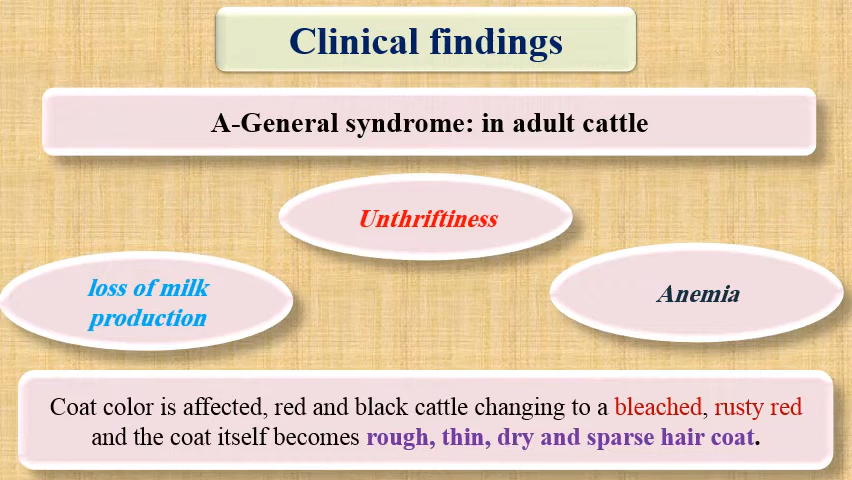 Clinical findings
A-General syndrome: in adult cattle
Unthriftiness
loss of milk
production
Anemia
Coat color is affected, red and black cattle changing to a bleached, rusty red
and the coat itself becomes rough, thin, dry and sparse hair coat.